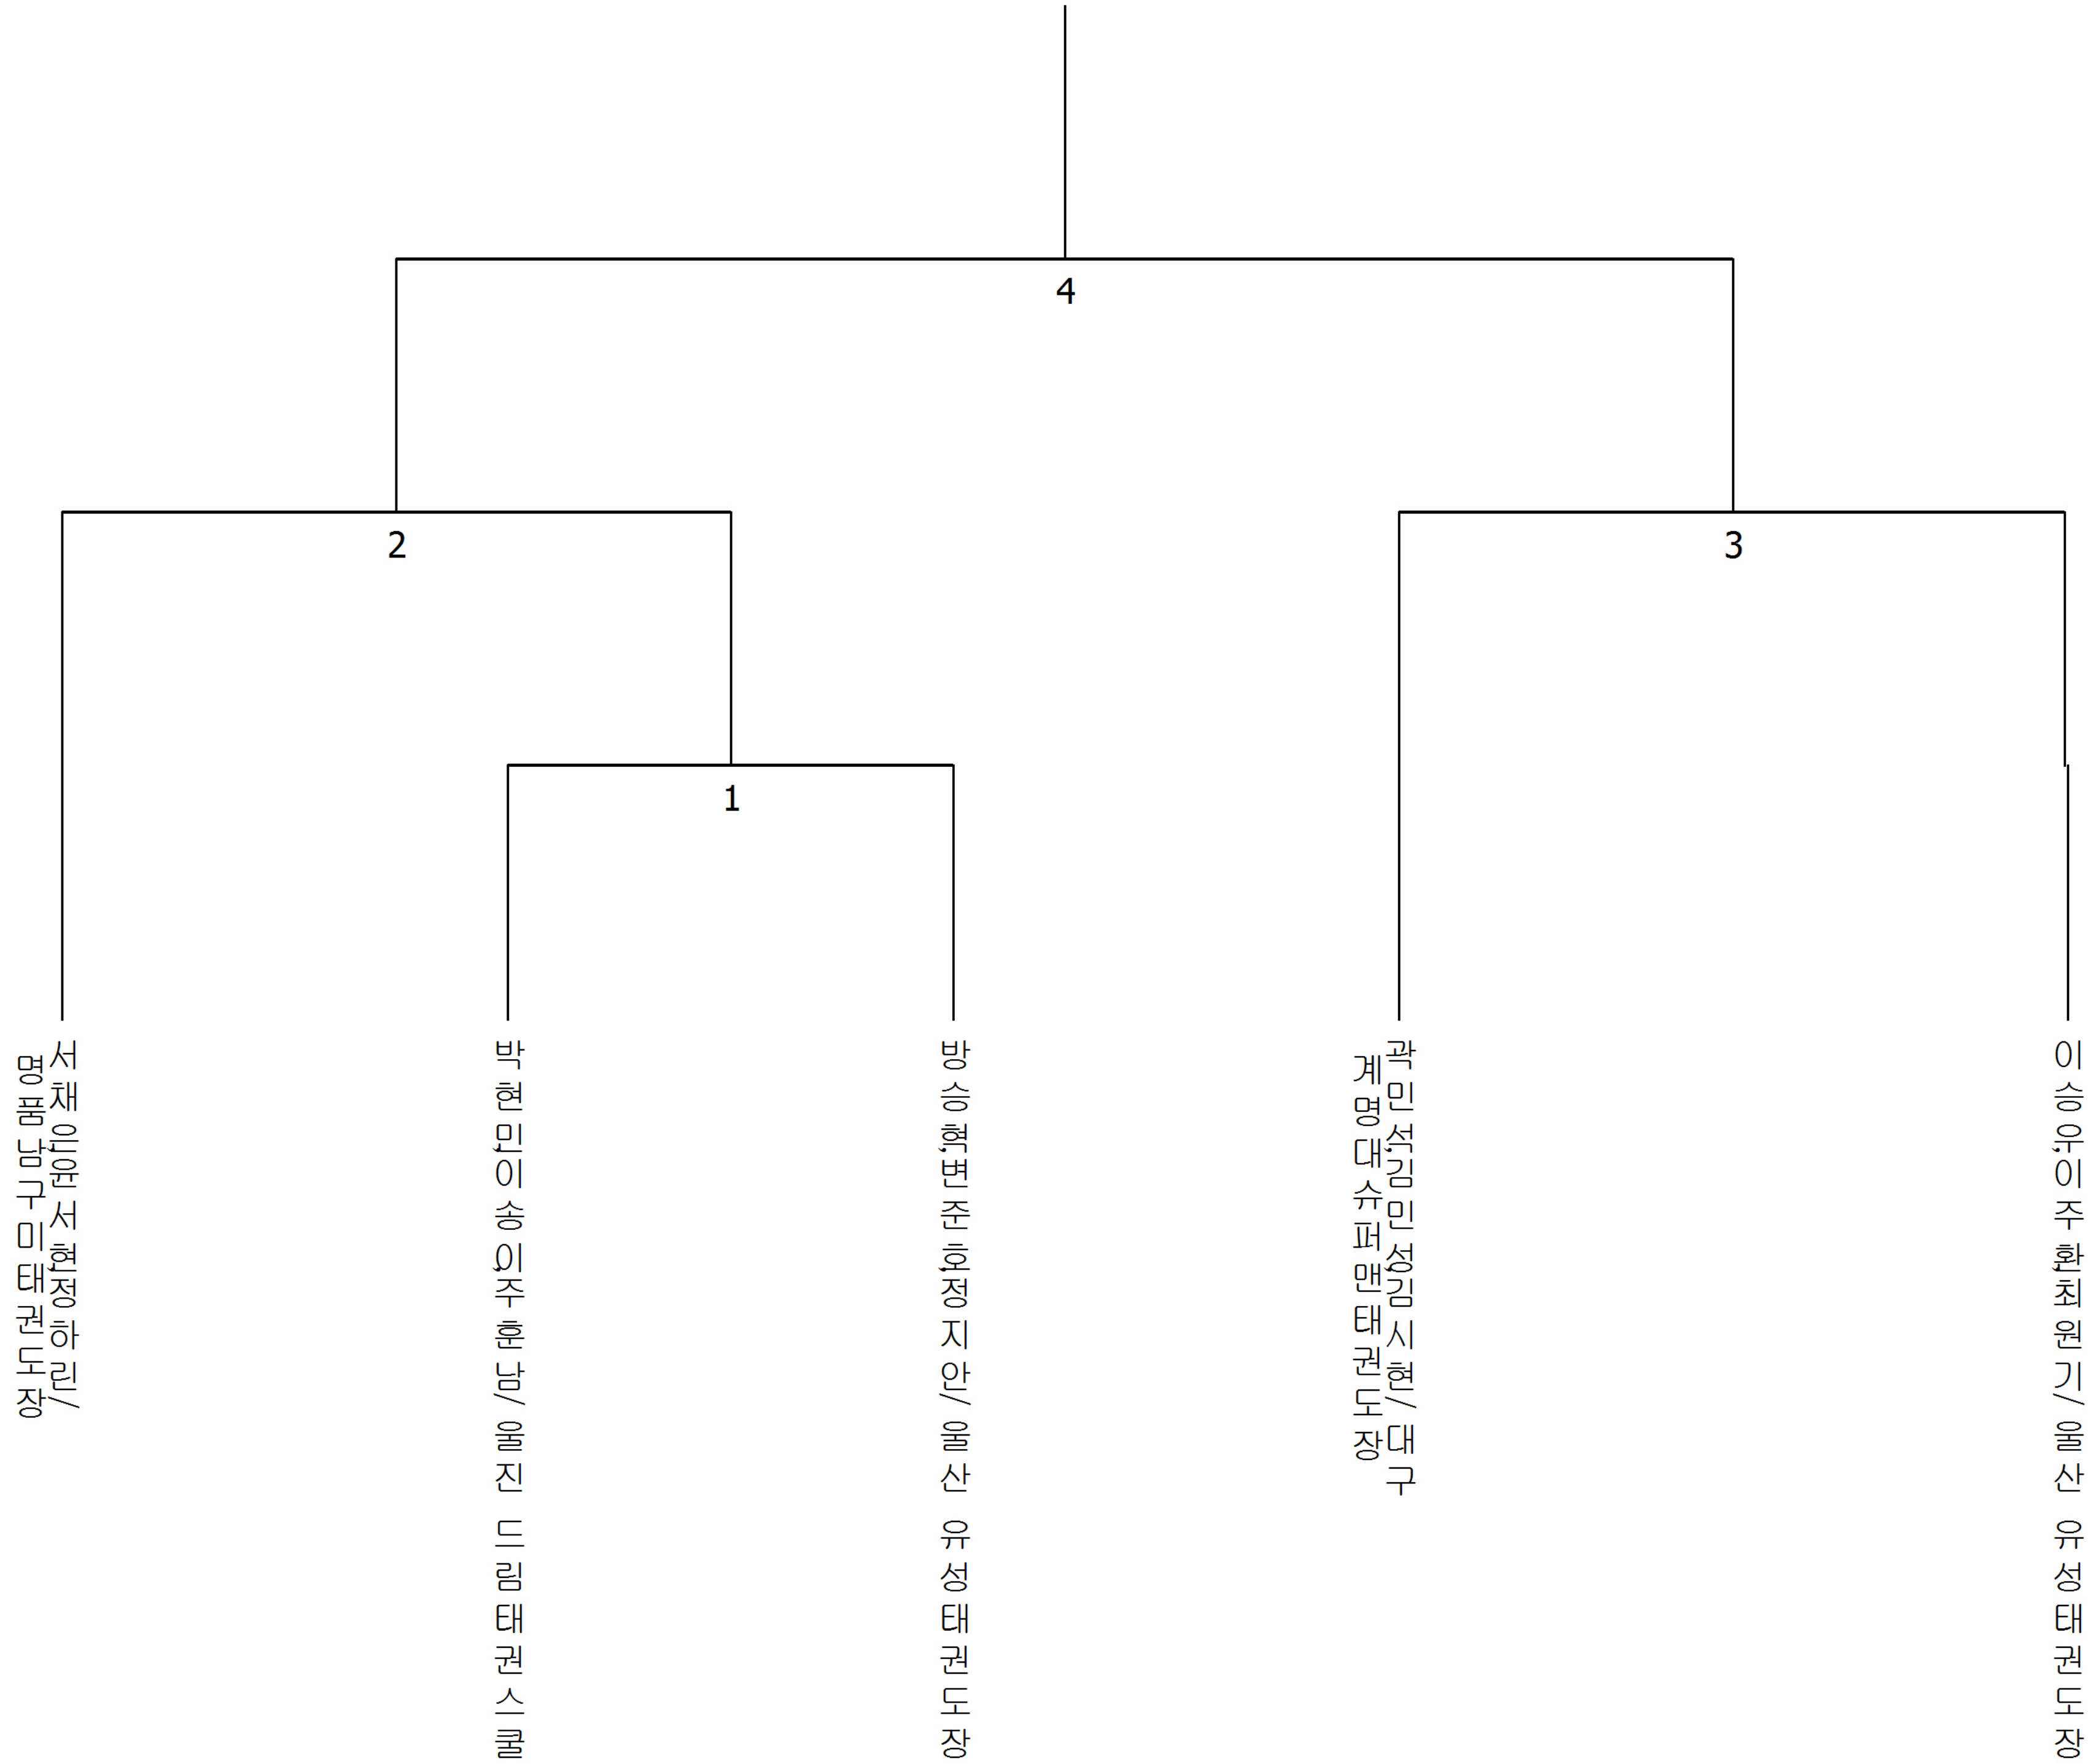 4
2
3
1
서채은,윤서현,정하린/
명품남구미태권도장
박현민,이송이,주훈남/울진 드림태권스쿨
방승혁,변준호,정지안/울산 유성태권도장
곽민석,김민성,김시현/대구
계명대슈퍼맨태권도장
이승우,이주환,최원기/울산 유성태권도장